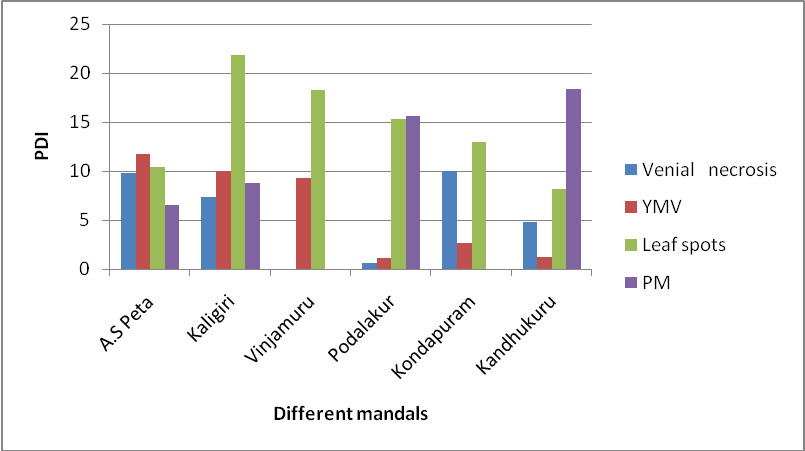 25
20
15
10
5
0
PDI
A.S Peta
Kaligiri
Vinjamuru
Podalakur
Kondapuram
Kandhukuru
Different mandals
Venial necrosis
YMV
Leaf spots
PM